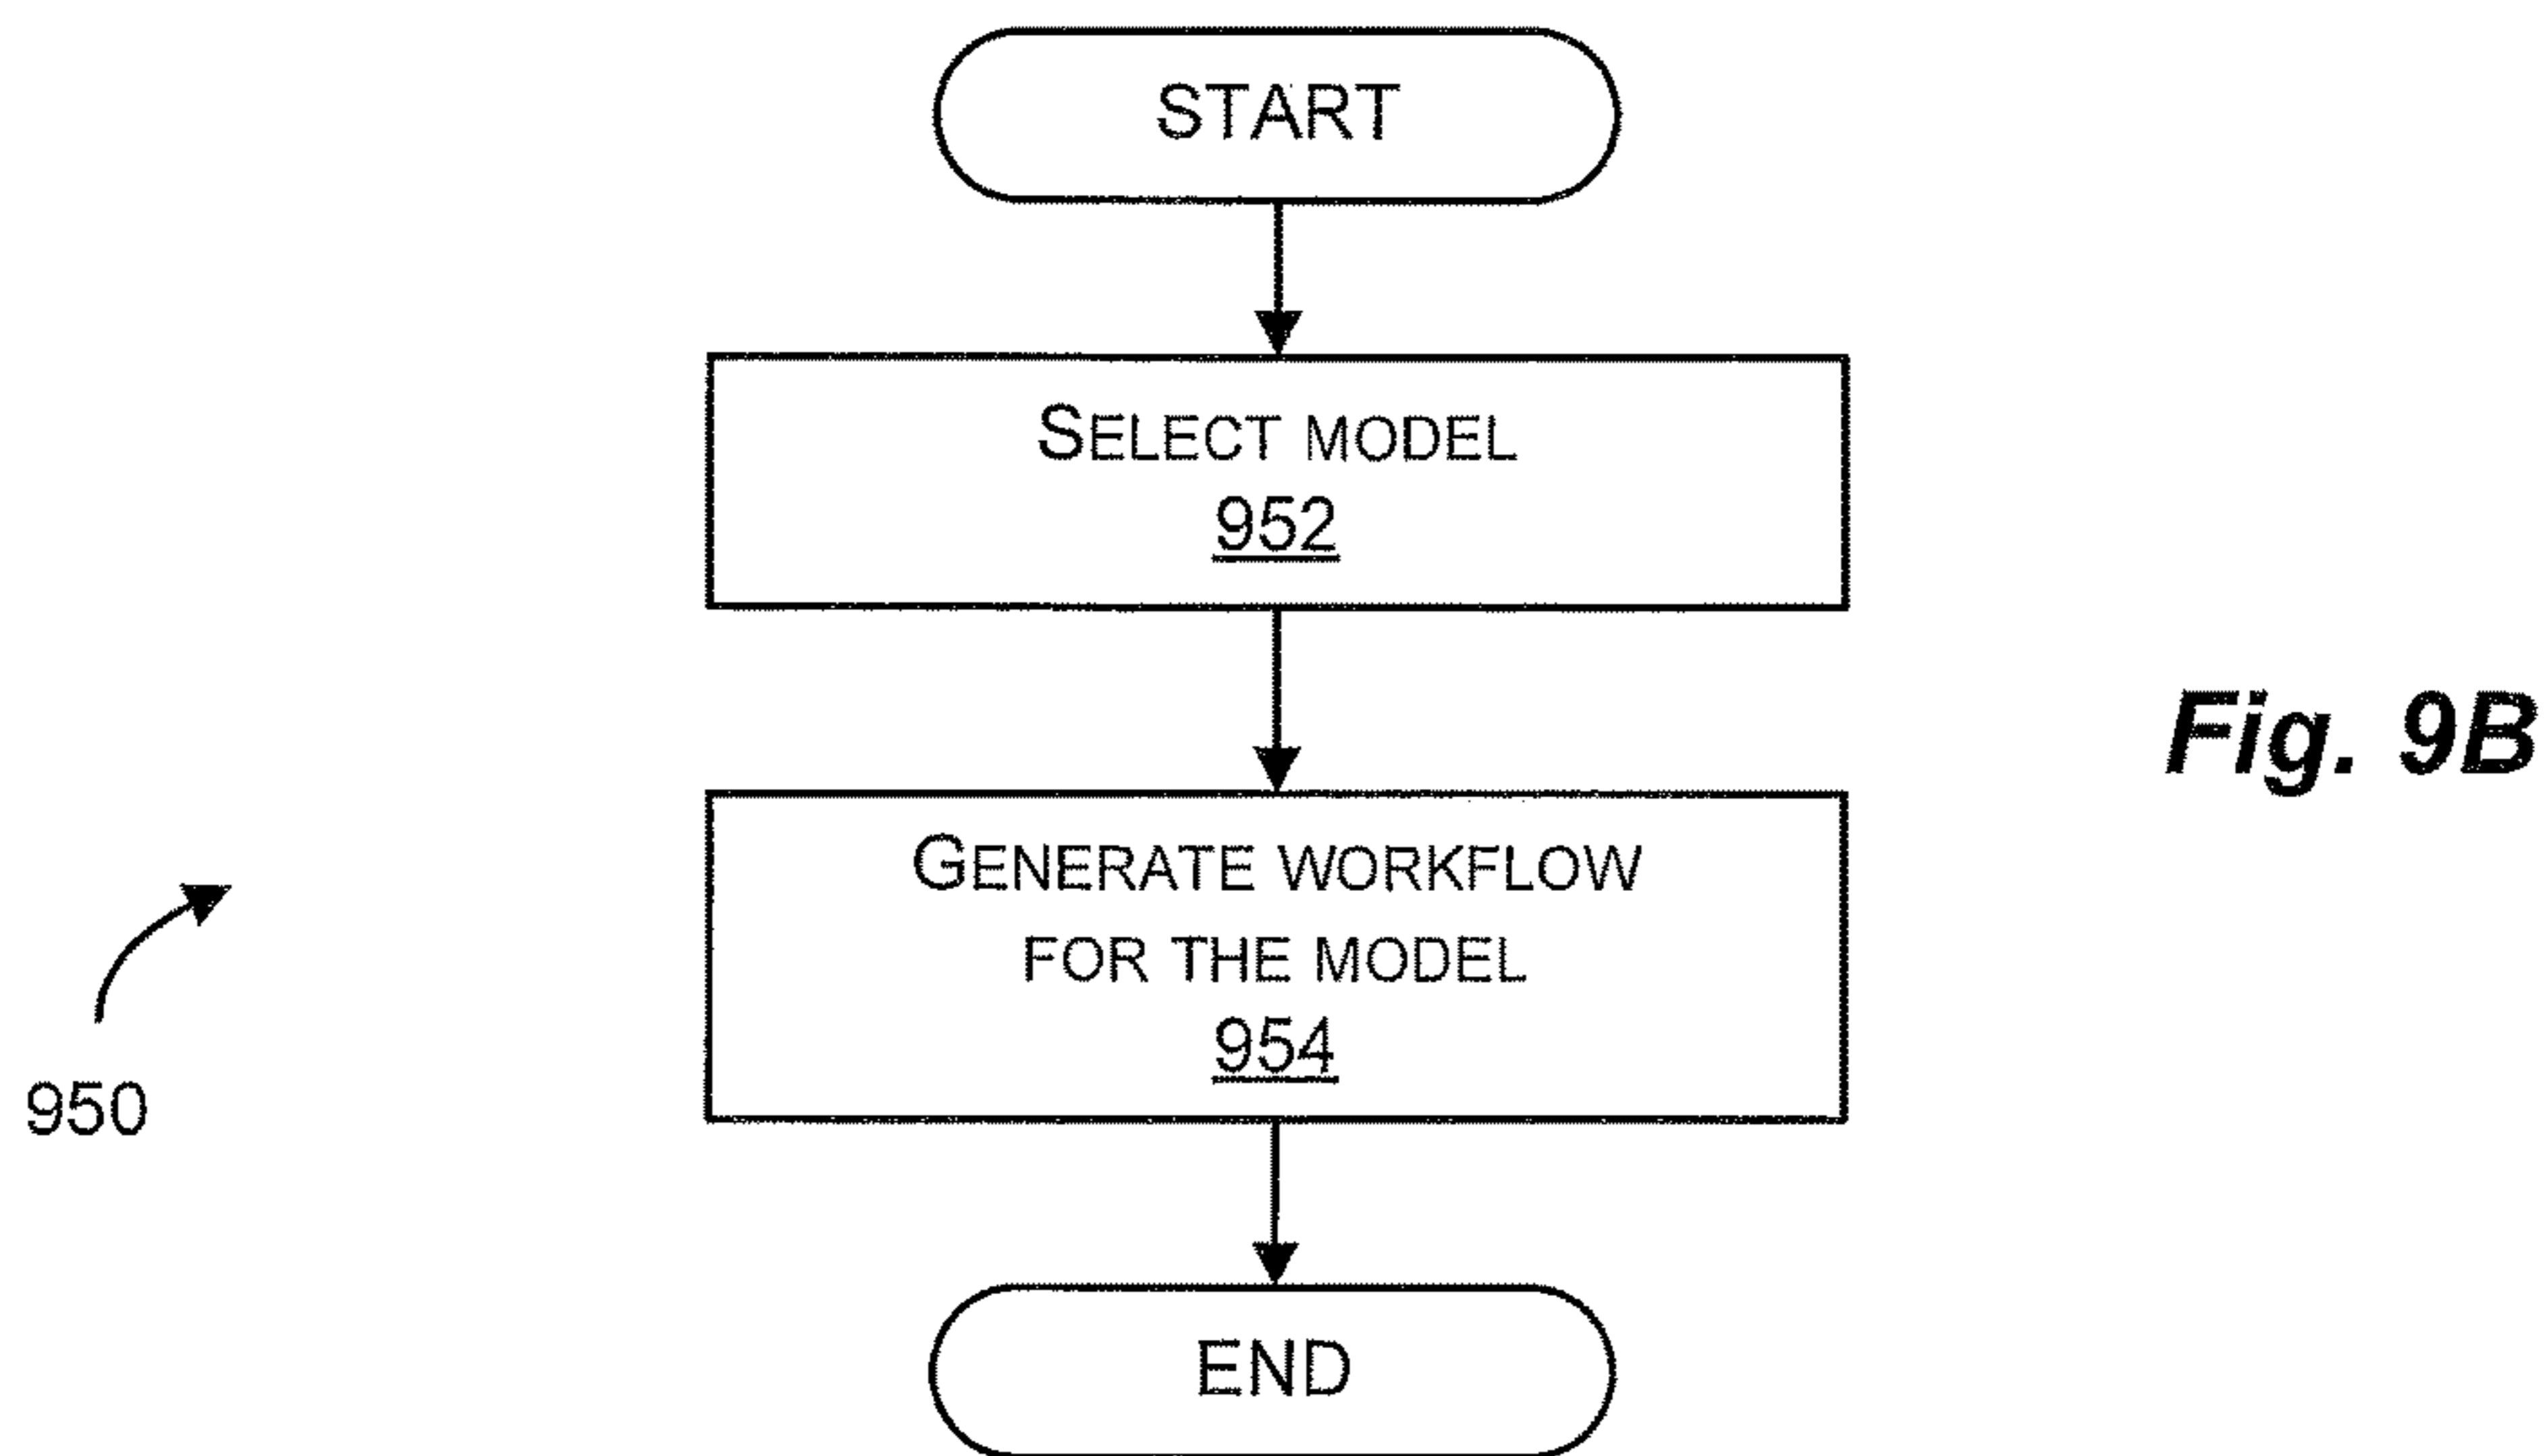 START
SELECT MODEL
952
Fig. 9B
GENERATE WORKFLOW
FOR THE MODEL
954
950
END